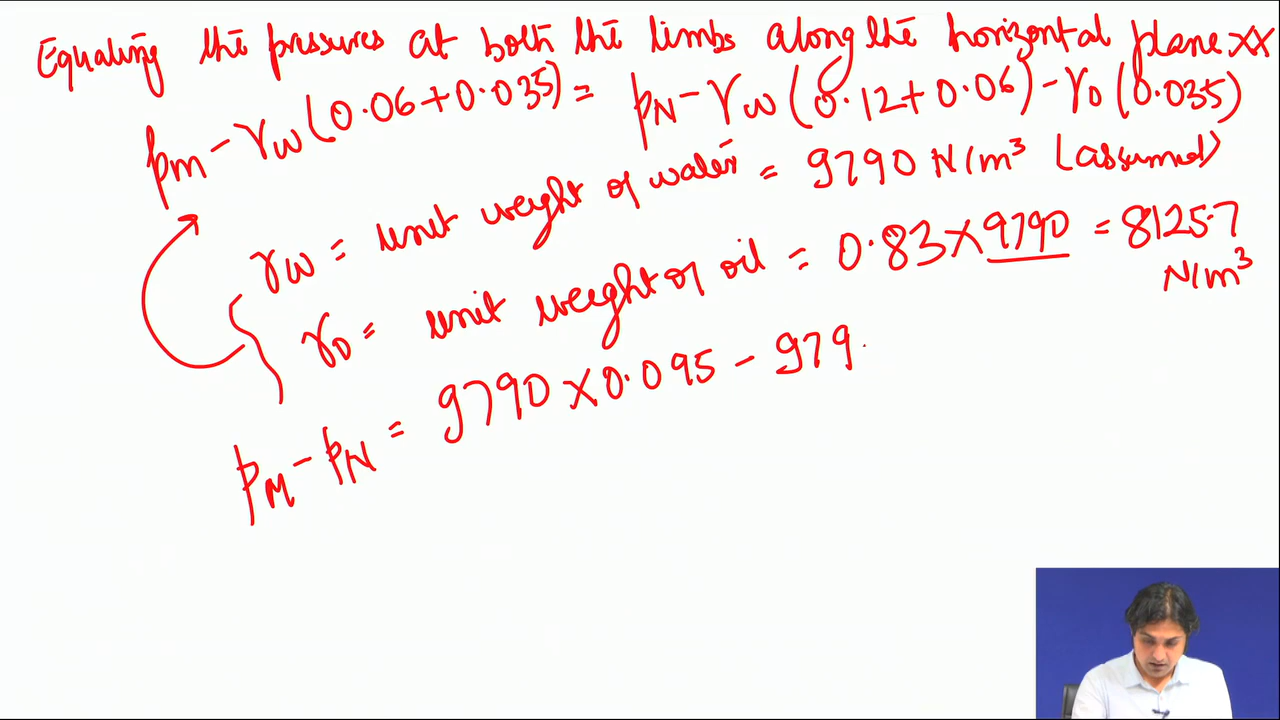 Equating the pressures at both the limbs along the horizontal plane XX
pM - γw (0.06+0.035) = pN - γw (0.12+0.06) - γo (0.035)
γw = unit weight of water = 9790 N/m³ (assumed)
γo = unit weight of oil = 0.83×9790 = 8125.7
N/m³
pM - pN = 9790×0.095 - 979